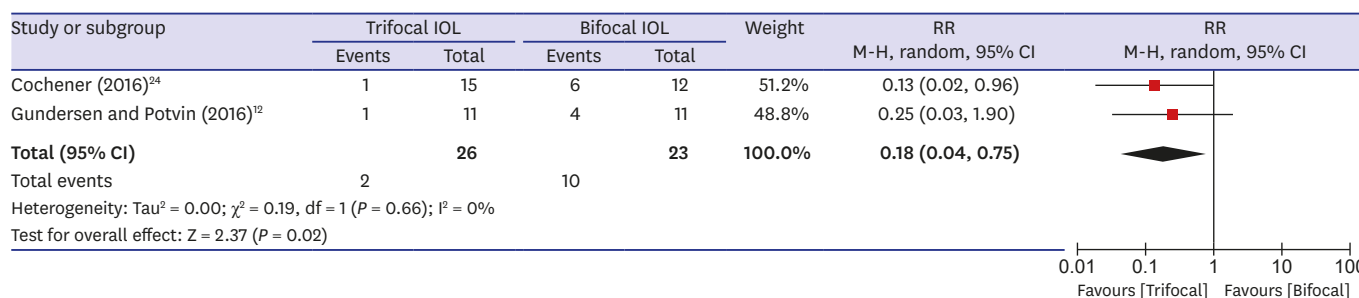 Study or subgroup Trifocal IOL Bifocal IOL Weight RR RR
Events Total Events Total M-H, random, 95% CI M-H, random, 95% CI
Cochener (2016)²⁴ 1 15 6 12 51.2% 0.13 (0.02, 0.96)
Gundersen and Potvin (2016)¹² 1 11 4 11 48.8% 0.25 (0.03, 1.90)
Total (95% CI) 26 23 100.0% 0.18 (0.04, 0.75)
Total events 2 10
Heterogeneity: Tau² = 0.00; χ² = 0.19, df = 1 (P = 0.66); I² = 0%
Test for overall effect: Z = 2.37 (P = 0.02)
0.01 0.1 1 10 100
Favours [Trifocal] Favours [Bifocal]